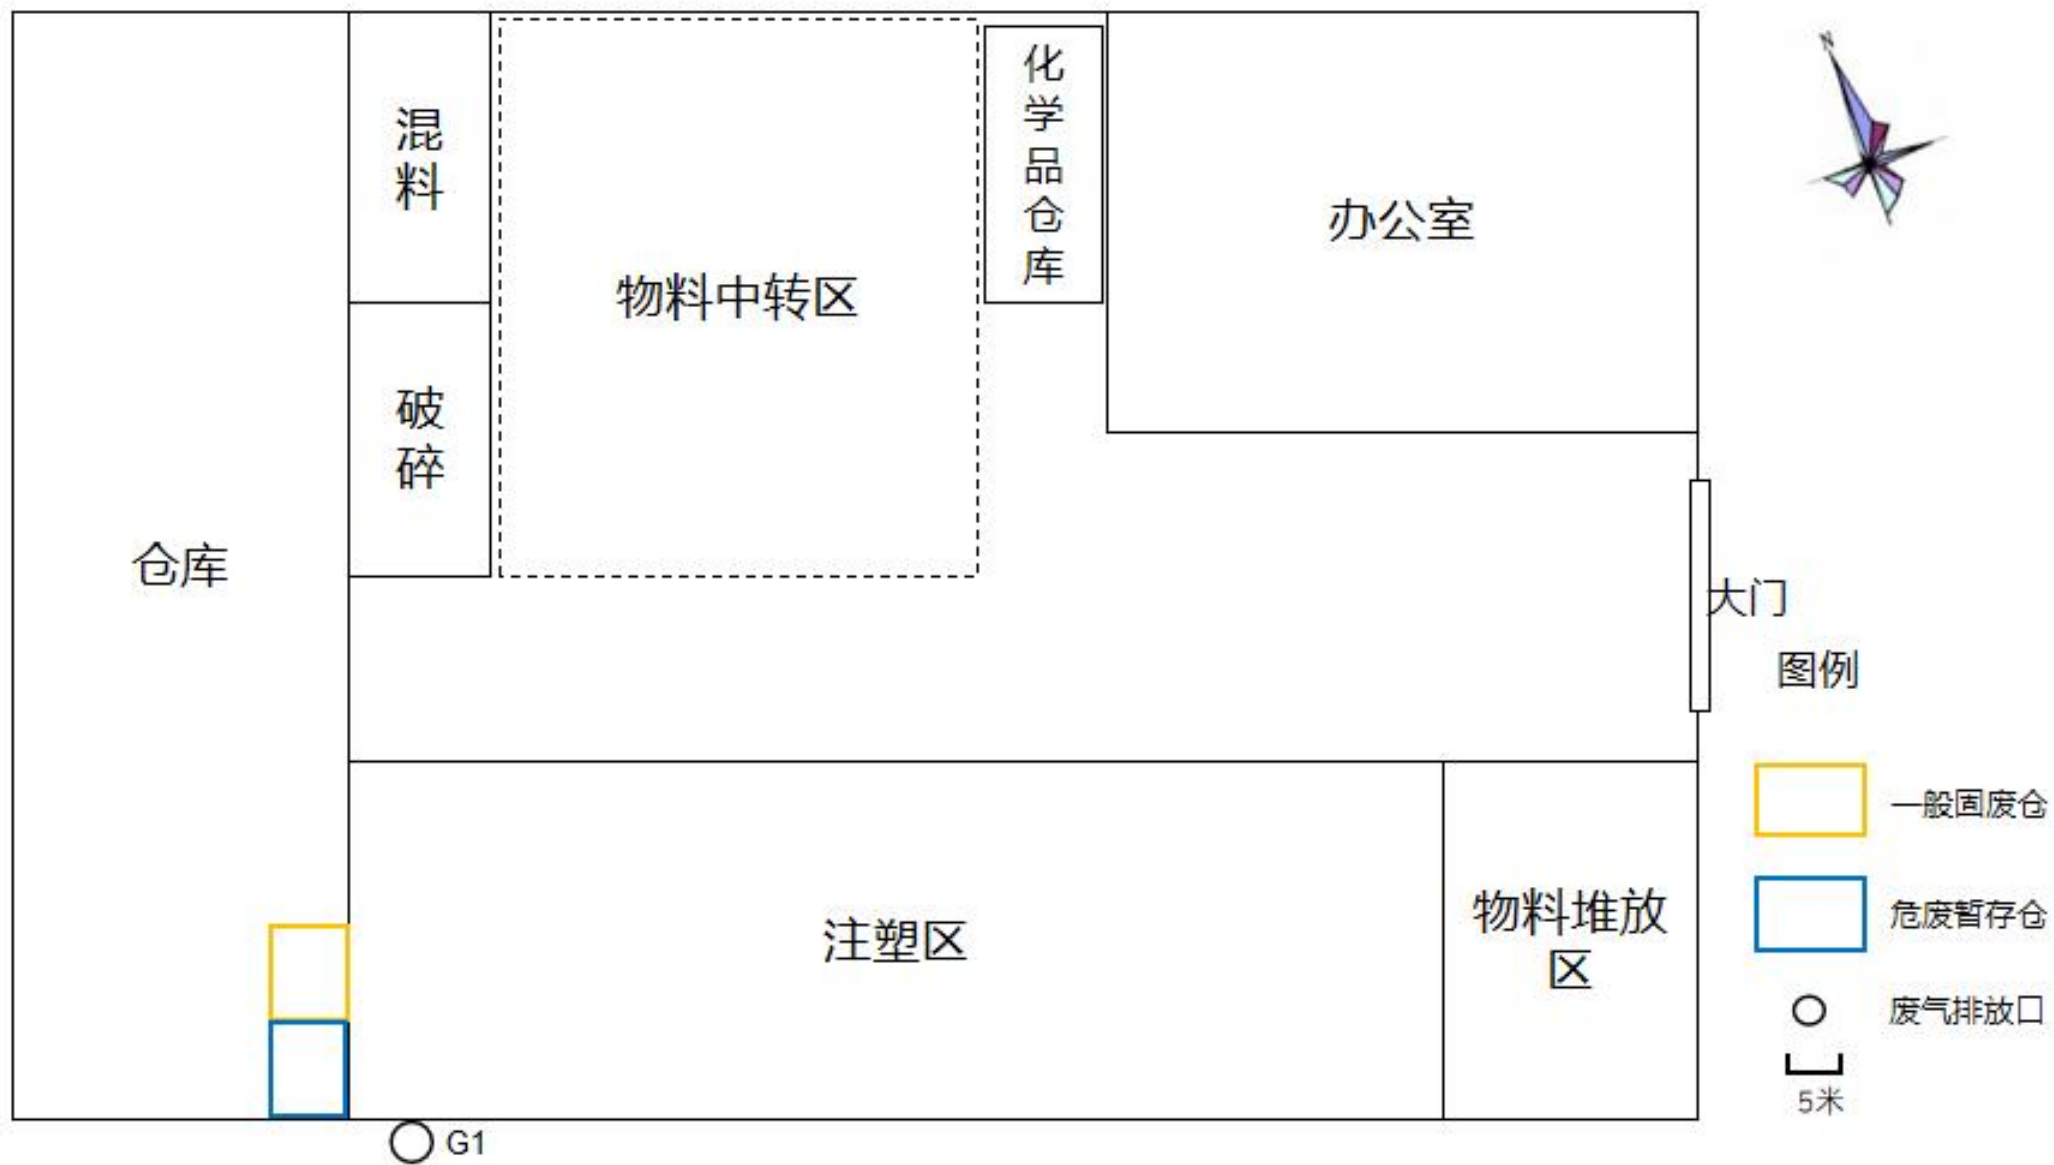 N
混
料
化
学
品
仓
库
办公室
物料中转区
破
碎
仓库
大门
图例
一般固废仓
危废暂存仓
废气排放口
5米
注塑区
物料堆放
区
G1